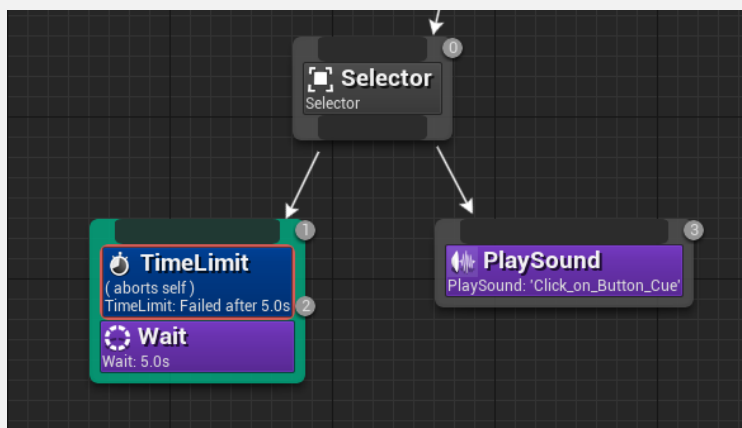 0
Selector
Selector
1
TimeLimit
( aborts self )
TimeLimit: Failed after 5.0s
2
Wait
Wait: 5.0s
3
PlaySound
PlaySound: 'Click_on_Button_Cue'